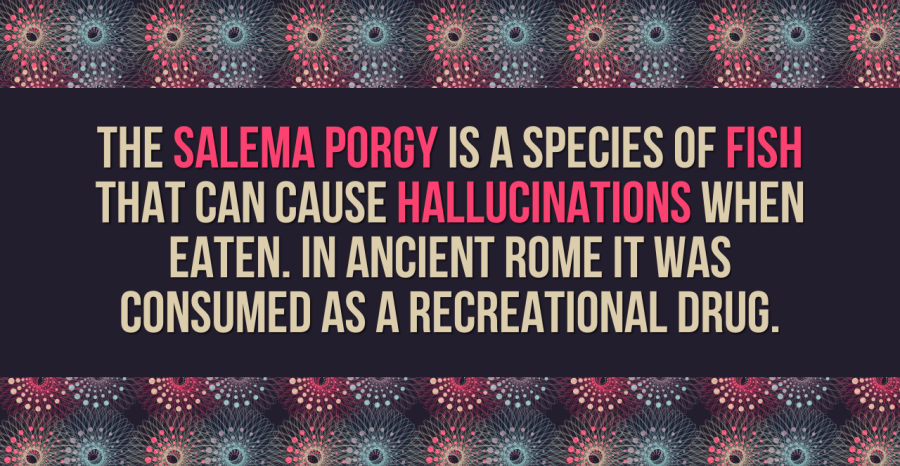 THE SALEMA PORGY IS A SPECIES OF FISH
THAT CAN CAUSE HALLUCINATIONS WHEN
EATEN. IN ANCIENT ROME IT WAS
CONSUMED AS A RECREATIONAL DRUG.